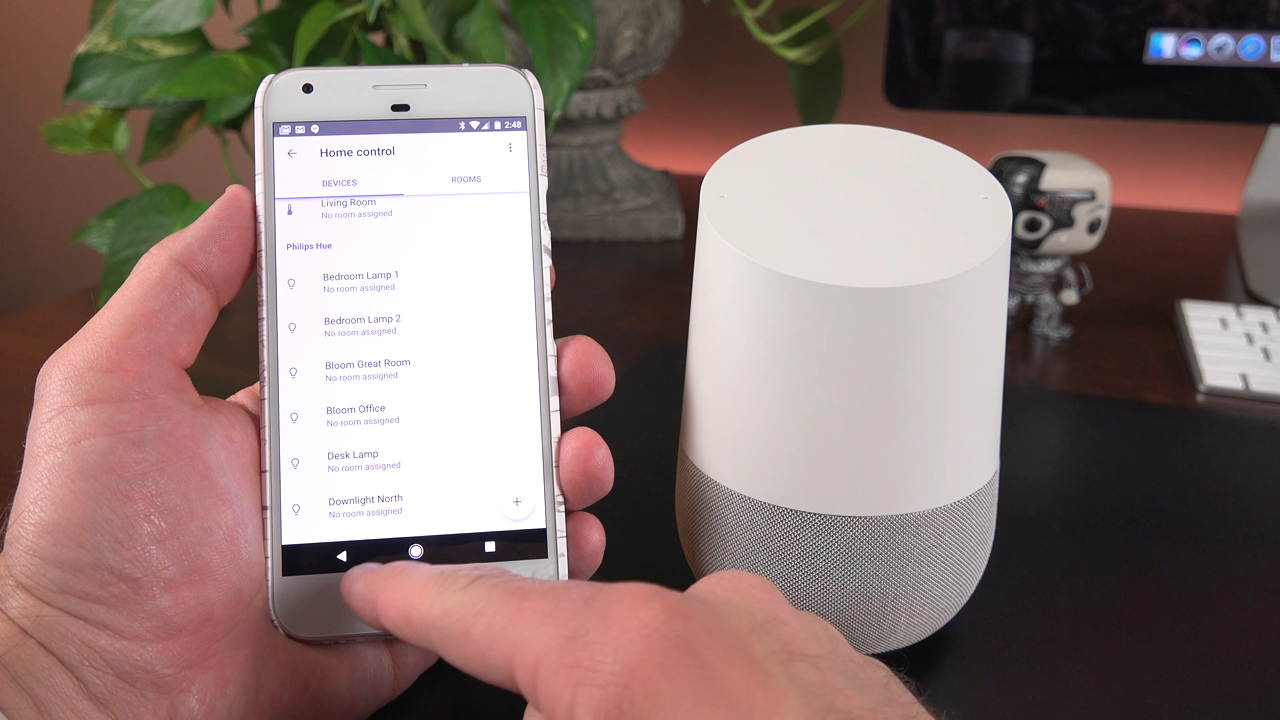 2:48
Home control
DEVICES
ROOMS
Living Room
No room assigned
Philips Hue
Bedroom Lamp 1
No room assigned
Bedroom Lamp 2
No room assigned
Bloom Great Room
No room assigned
Bloom Office
No room assigned
Desk Lamp
No room assigned
Downlight North
No room assigned